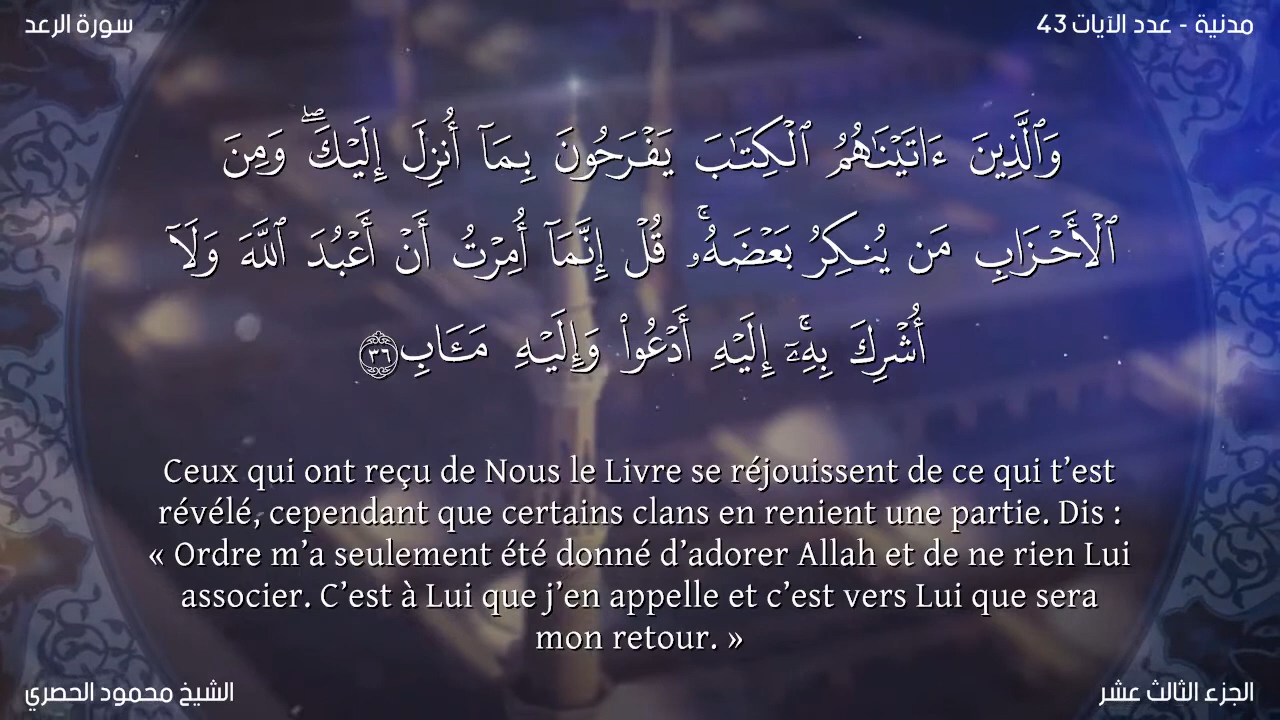 سورة الرعد
مدنية - عدد الآيات 43
وَٱلَّذِينَ ءَاتَيْنَٰهُمُ ٱلْكِتَٰبَ يَفْرَحُونَ بِمَآ أُنزِلَ إِلَيْكَۖ وَمِنَ
ٱلْأَحْزَابِ مَن يُنكِرُ بَعْضَهُۥۚ قُلْ إِنَّمَآ أُمِرْتُ أَنْ أَعْبُدَ ٱللَّهَ وَلَآ
أُشْرِكَ بِهِۦٓۚ إِلَيْهِ أَدْعُوا۟ وَإِلَيْهِ مَـَٔابِ ٣٦
Ceux qui ont reçu de Nous le Livre se réjouissent de ce qui t’est
révélé, cependant que certains clans en renient une partie. Dis :
« Ordre m’a seulement été donné d’adorer Allah et de ne rien Lui
associer. C’est à Lui que j’en appelle et c’est vers Lui que sera
mon retour. »
الشيخ محمود الحصري
الجزء الثالث عشر